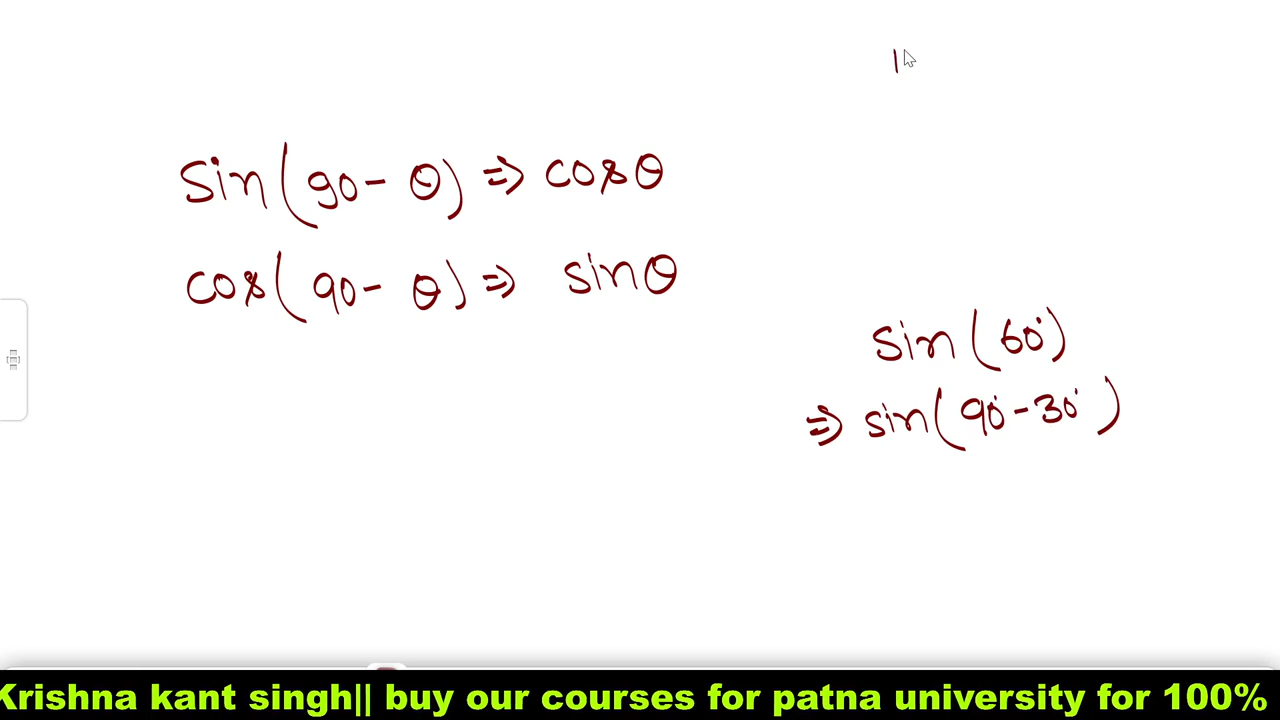 sin(90-θ) ⇒ cosθ
cos(90-θ) ⇒ sinθ
sin(60°)
⇒ sin(90°-30°)
Krishna kant singh|| buy our courses for patna university for 100%